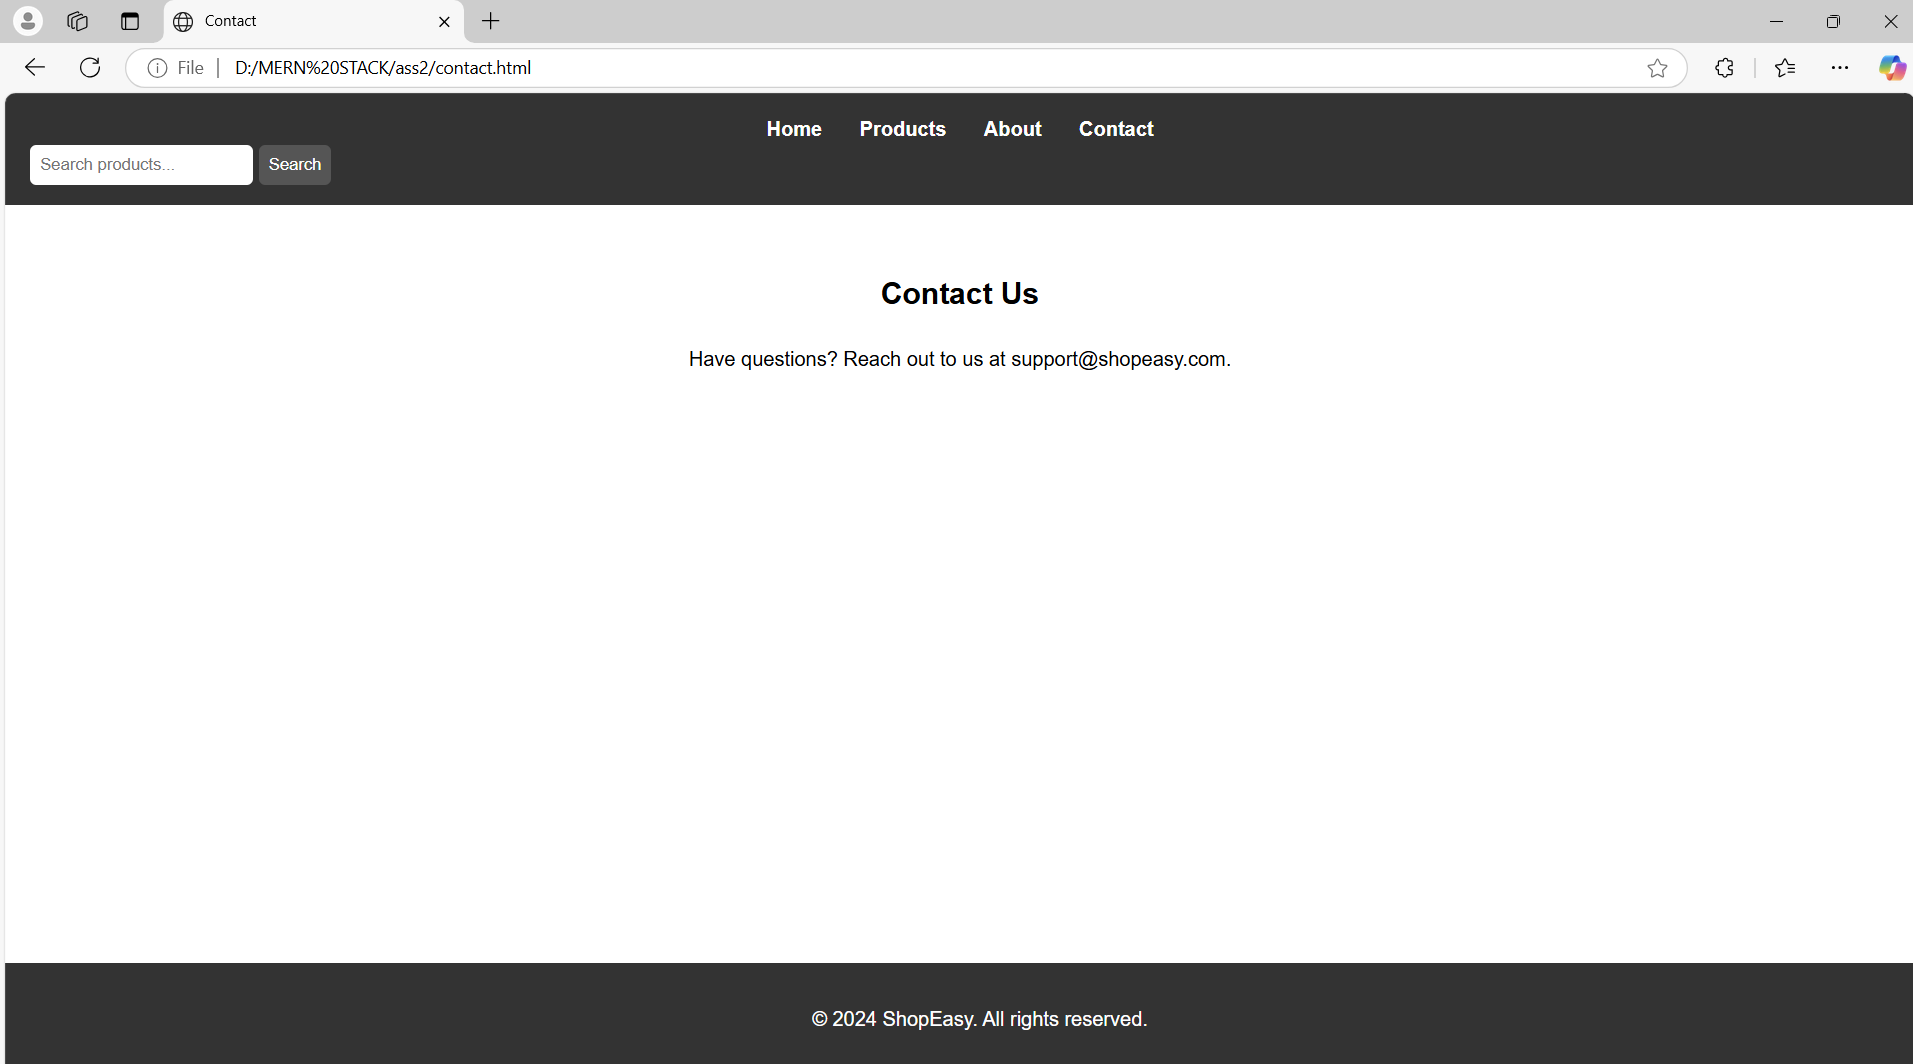 Contact
File D:/MERN%20STACK/ass2/contact.html
Home Products About Contact
Search products... Search
Contact Us
Have questions? Reach out to us at support@shopeasy.com.
© 2024 ShopEasy. All rights reserved.